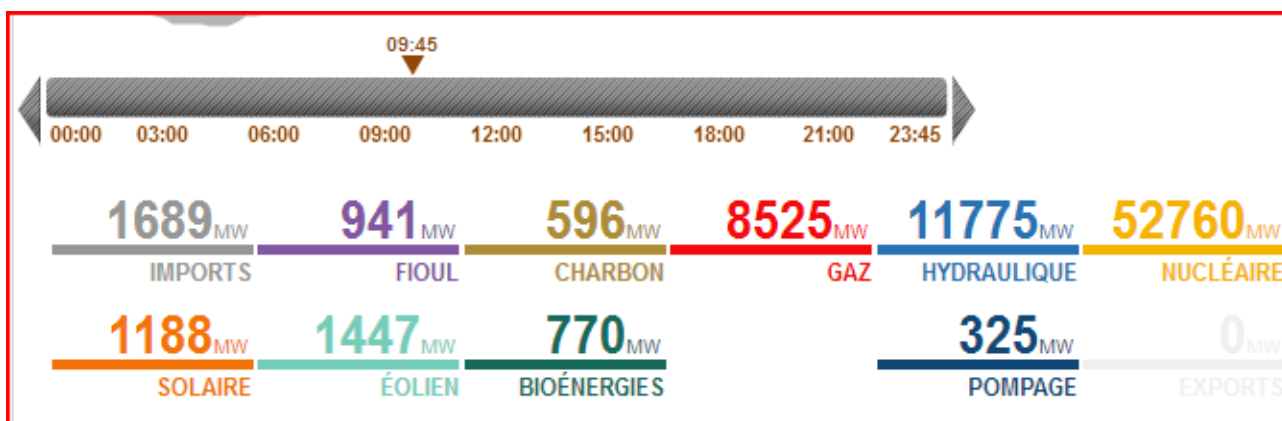 09:45
00:00 03:00 06:00 09:00 12:00 15:00 18:00 21:00 23:45
1689MW 941MW 596MW 8525MW 11775MW 52760MW
IMPORTS FIOUL CHARBON GAZ HYDRAULIQUE NUCLÉAIRE
1188MW 1447MW 770MW 325MW 0MW
SOLAIRE ÉOLIEN BIOÉNERGIES POMPAGE EXPORTS